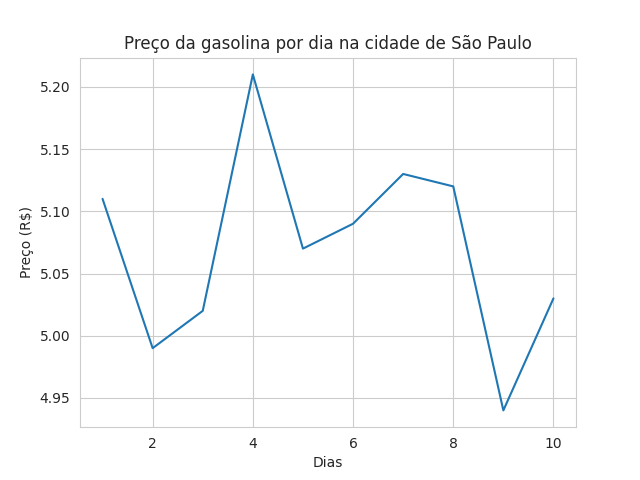 Preço da gasolina por dia na cidade de São Paulo
5.20
5.15
5.10
5.05
5.00
4.95
Preço (R$)
2 4 6 8 10
Dias